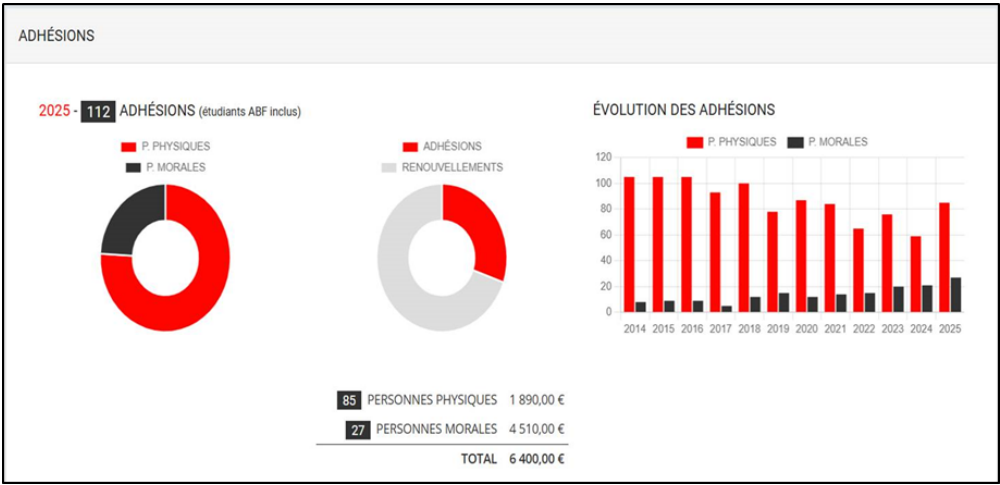 ADHÉSIONS
2025 - 112 ADHÉSIONS (étudiants ABF inclus)
P. PHYSIQUES
P. MORALES
ADHÉSIONS
RENOUVELLEMENTS
ÉVOLUTION DES ADHÉSIONS
P. PHYSIQUES P. MORALES
120
100
80
60
40
20
0
2014 2015 2016 2017 2018 2019 2020 2021 2022 2023 2024 2025
85 PERSONNES PHYSIQUES 1 890,00 €
27 PERSONNES MORALES 4 510,00 €
TOTAL 6 400,00 €